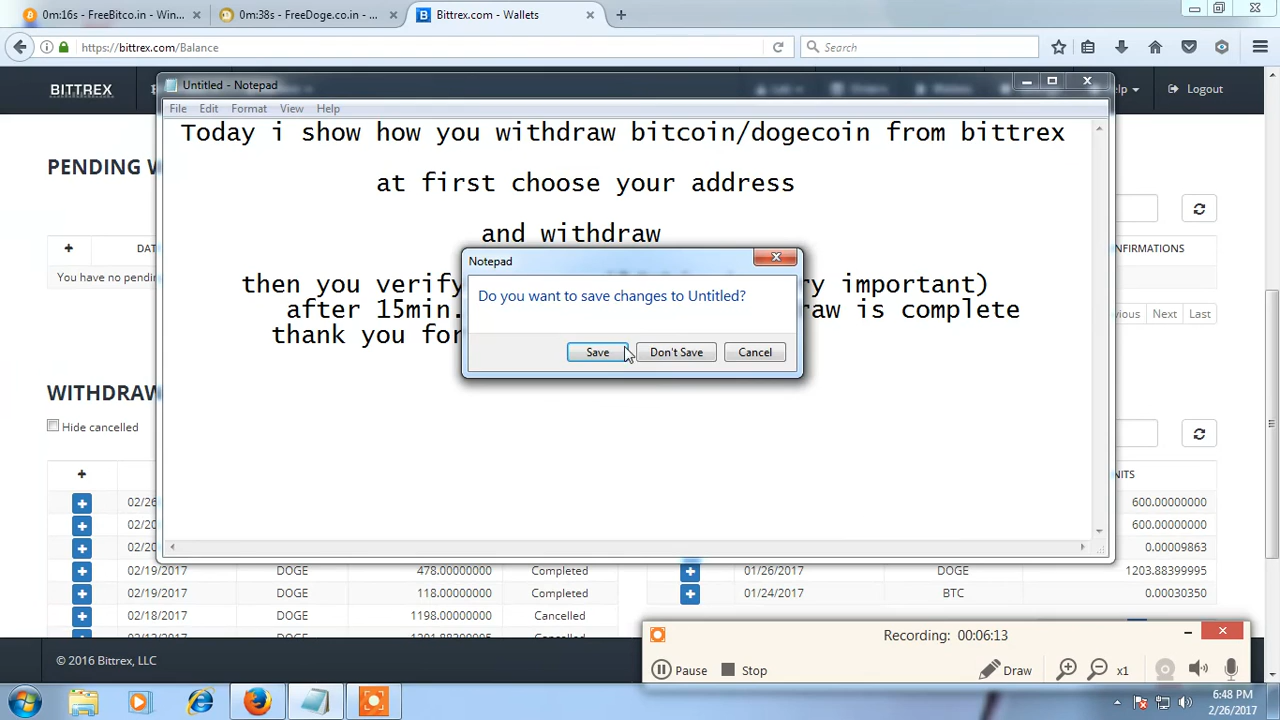 0m:16s - FreeBitco.in - Win...
0m:38s - FreeDoge.co.in - ...
Bittrex.com - Wallets
https://bittrex.com/Balance
Search
BITTREX
Logout
Untitled - Notepad
File Edit Format View Help
Today i show how you withdraw bitcoin/dogecoin from bittrex
at first choose your address
and withdraw
then you verify
important)
after 15min.
is complete
thank you for
Notepad
Do you want to save changes to Untitled?
Save
Don't Save
Cancel
PENDING
You have no
Next
Last
WITHDRAW
Hide cancelled
02/19/2017 DOGE 478.00000000 Completed
02/19/2017 DOGE 118.00000000 Completed
02/18/2017 DOGE 1198.00000000 Cancelled
600.00000000
600.00000000
0.00009863
01/26/2017 DOGE 1203.88399995
01/24/2017 BTC 0.00030350
© 2016 Bittrex, LLC
Recording: 00:06:13
Pause
Stop
Draw
x1
6:48 PM
2/26/2017